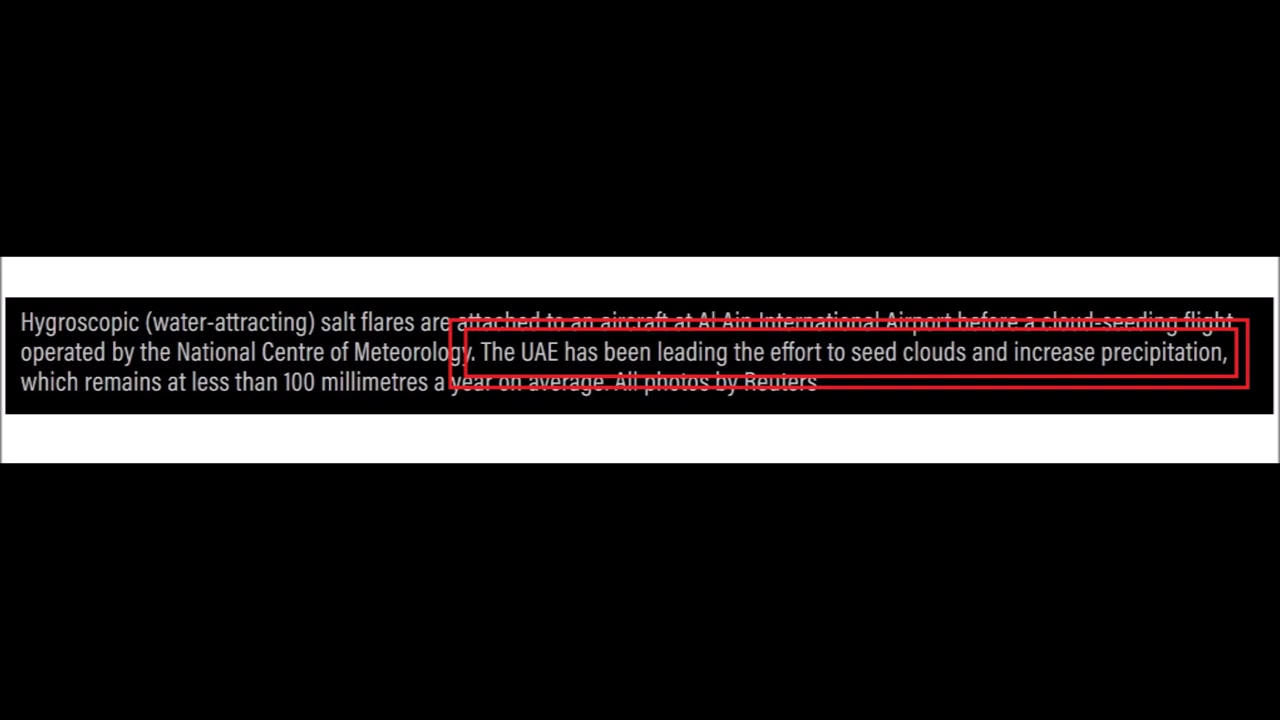 Hygroscopic (water-attracting) salt flares are attached to an aircraft at Al Ain International Airport before a cloud-seeding flight
operated by the National Centre of Meteorology. The UAE has been leading the effort to seed clouds and increase precipitation,
which remains at less than 100 millimetres a year on average. All photos by Reuters